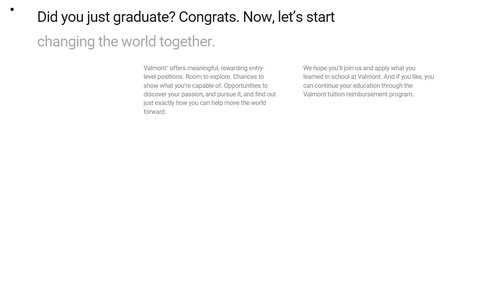 Did you just graduate? Congrats. Now, let’s start
changing the world together.
Valmont⁺ offers meaningful, rewarding entry-
level positions. Room to explore. Chances to
show what you’re capable of. Opportunities to
discover your passion, and pursue it, and find out
just exactly how you can help move the world
forward.
We hope you’ll join us and apply what you
learned in school at Valmont. And if you like, you
can continue your education through the
Valmont tuition reimbursement program.